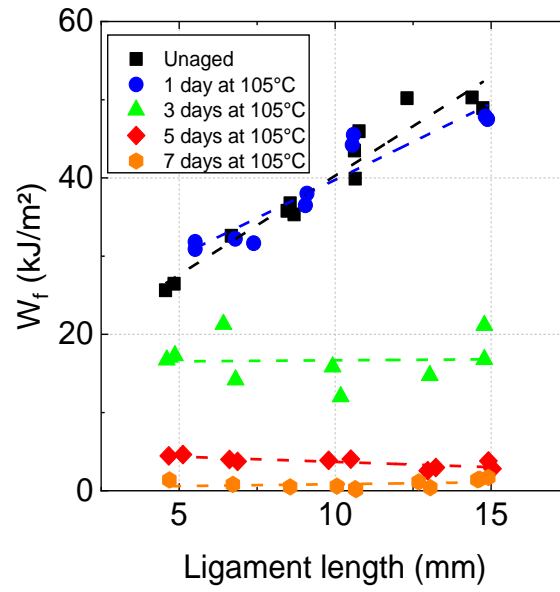 60
40
20
0
W_f (kJ/m²)
Unaged
1 day at 105°C
3 days at 105°C
5 days at 105°C
7 days at 105°C
5
10
15
Ligament length (mm)